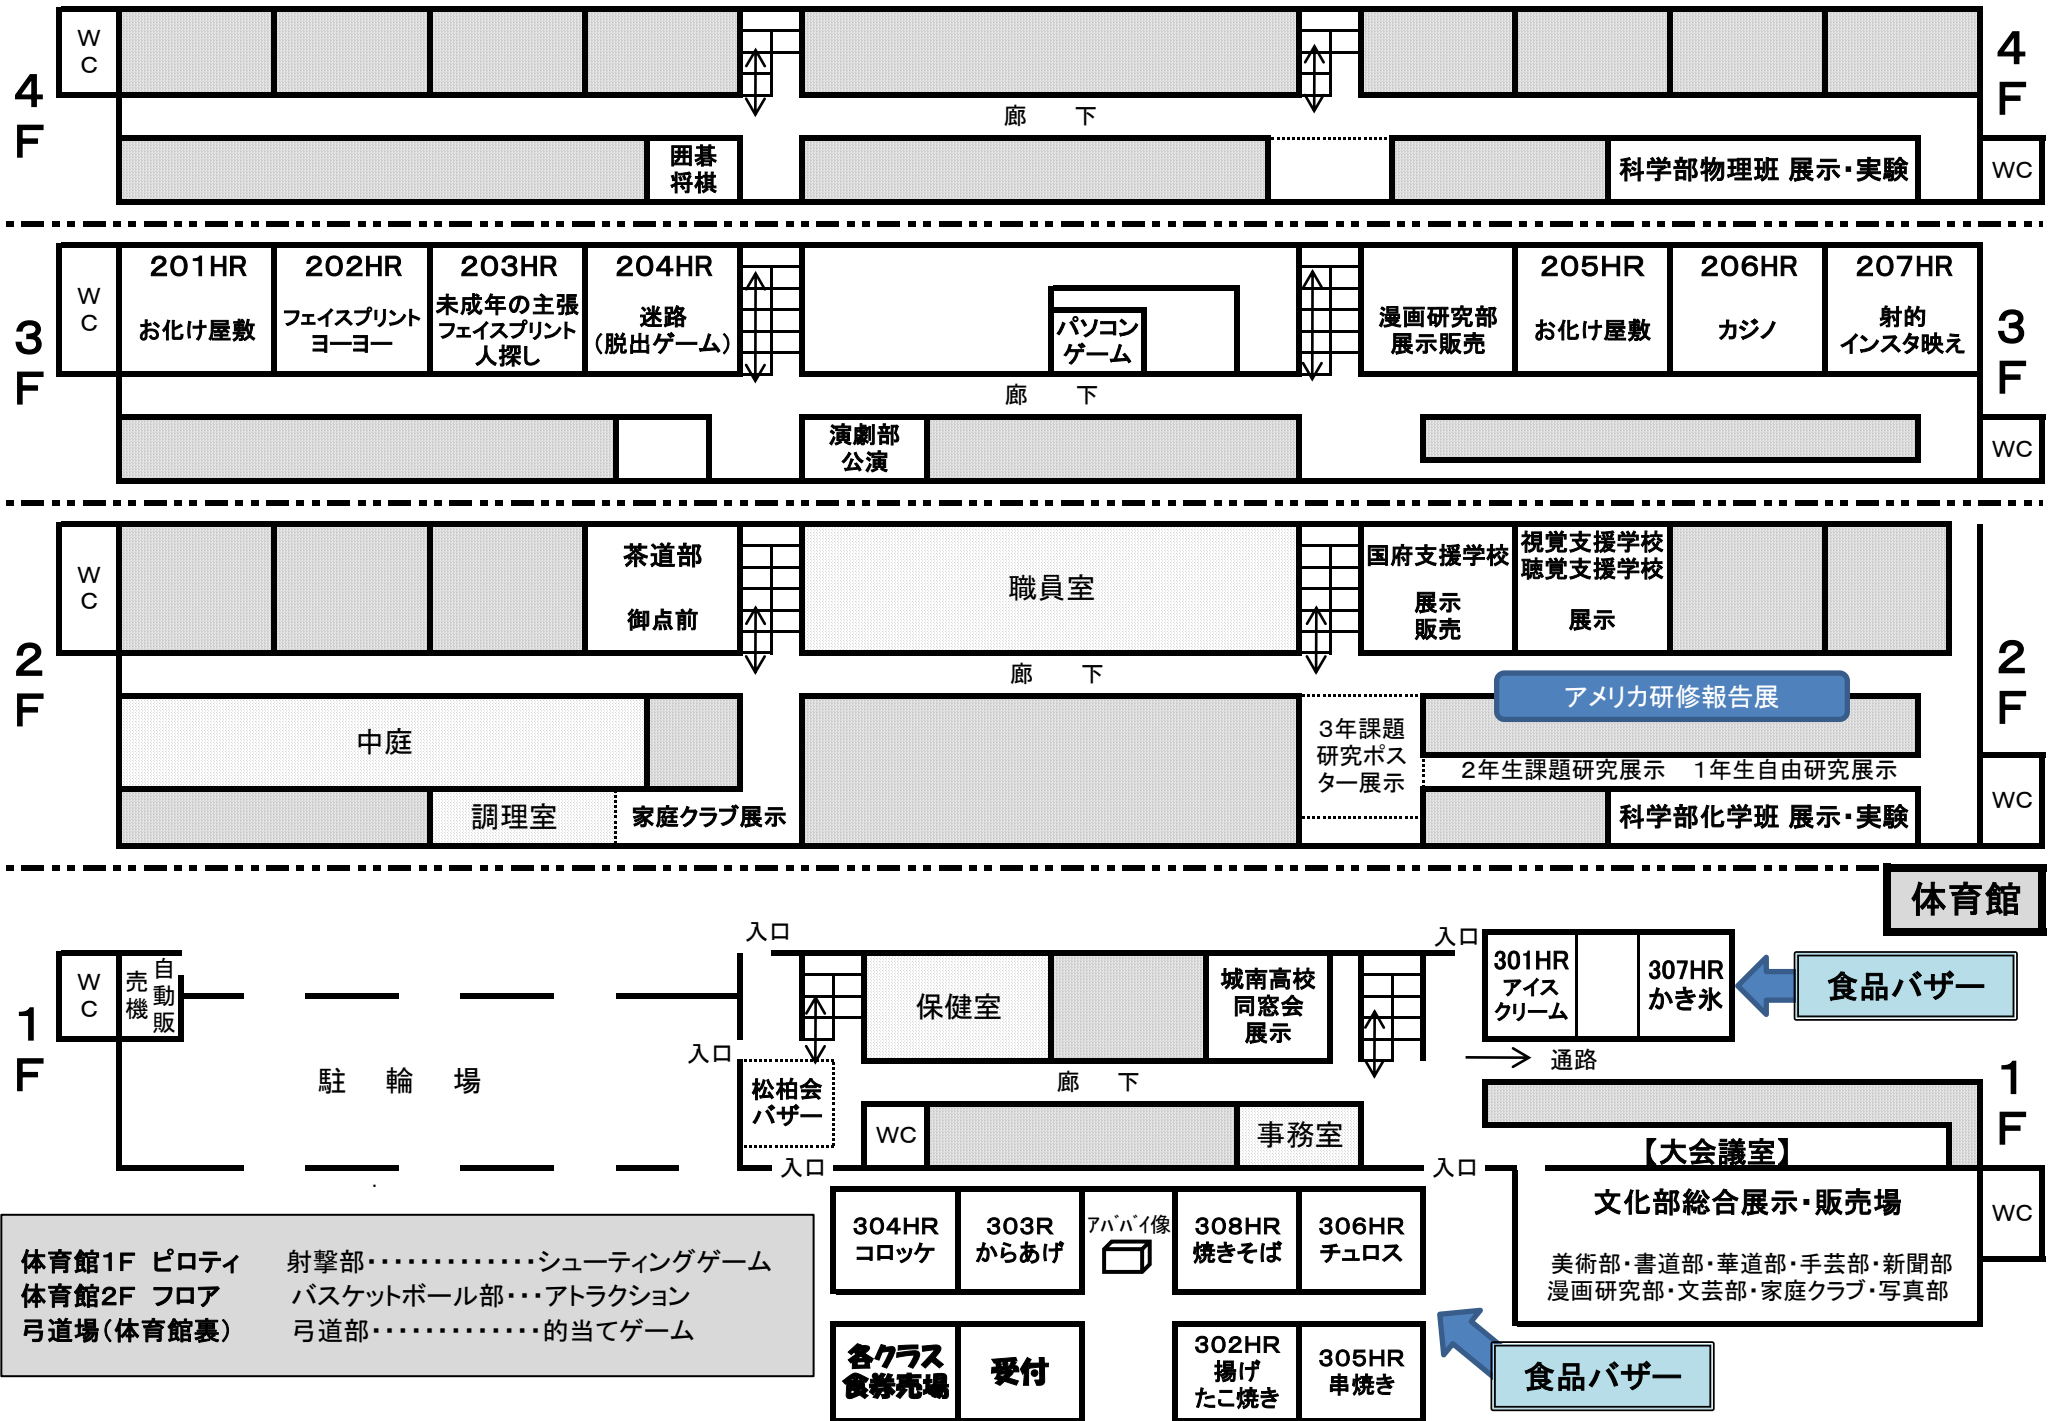 4F
WC
廊　下
囲碁
将棋
科学部物理班 展示・実験
WC
4F
3F
WC
201HR
お化け屋敷
202HR
フェイスプリント
ヨーヨー
203HR
未成年の主張
フェイスプリント
人探し
204HR
迷路
(脱出ゲーム)
パソコン
ゲーム
漫画研究部
展示販売
205HR
お化け屋敷
206HR
カジノ
207HR
射的
インスタ映え
3F
廊　下
演劇部
公演
WC
2F
WC
茶道部
御点前
職員室
国府支援学校
展示
販売
視覚支援学校
聴覚支援学校
展示
2F
廊　下
アメリカ研修報告展
中庭
3年課題
研究ポス
ター展示
2年生課題研究展示　1年生自由研究展示
調理室
家庭クラブ展示
科学部化学班 展示・実験
WC
体育館
1F
WC
自動販
売機
入口
入口
保健室
城南高校
同窓会
展示
301HR
アイス
クリーム
307HR
かき氷
食品バザー
駐　輪　場
入口
松柏会
バザー
廊　下
通路
1F
WC
事務室
入口
入口
【大会議室】
文化部総合展示・販売場
美術部・書道部・華道部・手芸部・新聞部
漫画研究部・文芸部・家庭クラブ・写真部
WC
304HR
コロッケ
303R
からあげ
アババイ像
308HR
焼きそば
306HR
チュロス
体育館1F ピロティ　射撃部・・・・・・・・・・・・・シューティングゲーム
体育館2F フロア　バスケットボール部・・・アトラクション
弓道場(体育館裏)　弓道部・・・・・・・・・・・・・的当てゲーム
各クラス
食券売場
受付
302HR
揚げ
たこ焼き
305HR
串焼き
食品バザー